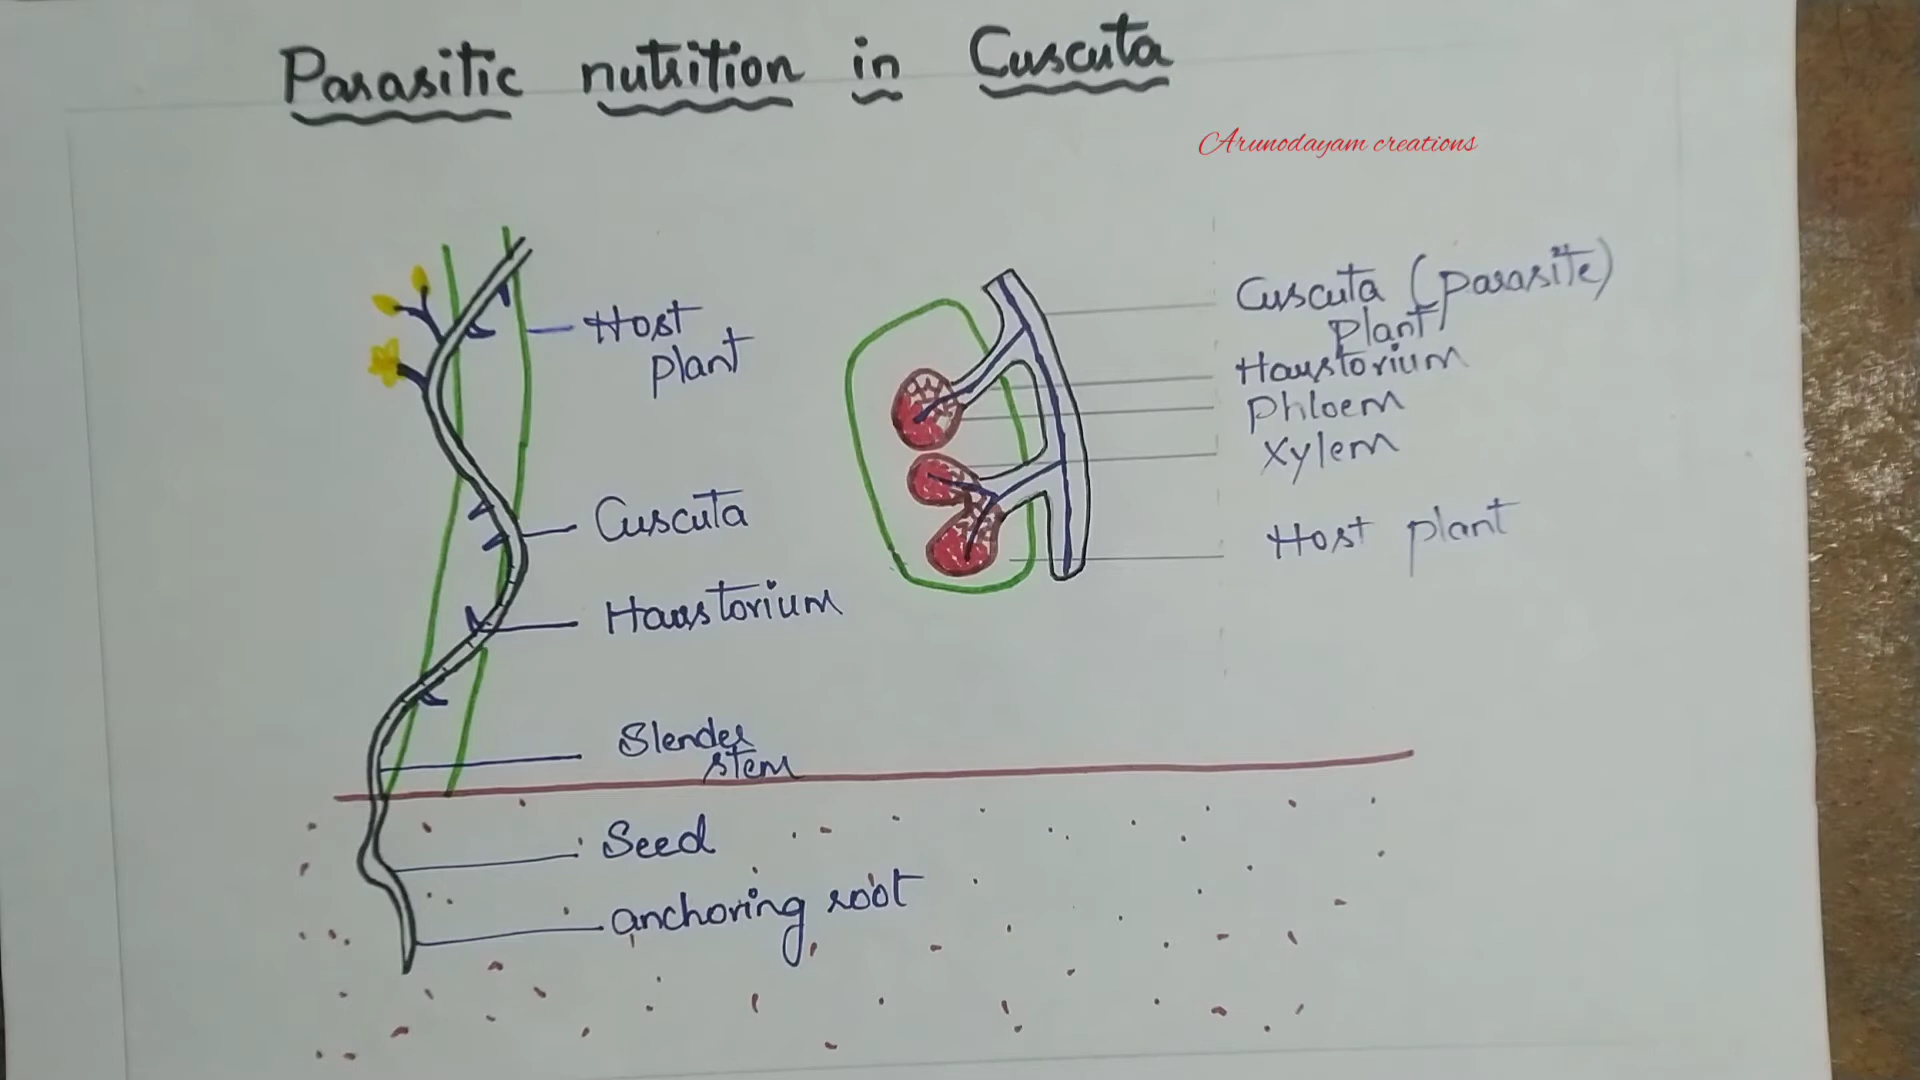 Parasitic nutrition in Cuscuta
Arunodayam creations
Host
plant
Cuscuta
Haustorium
Slender
stem
Seed
anchoring root
Cuscuta (parasite)
plant
Haustorium
Phloem
Xylem
Host plant